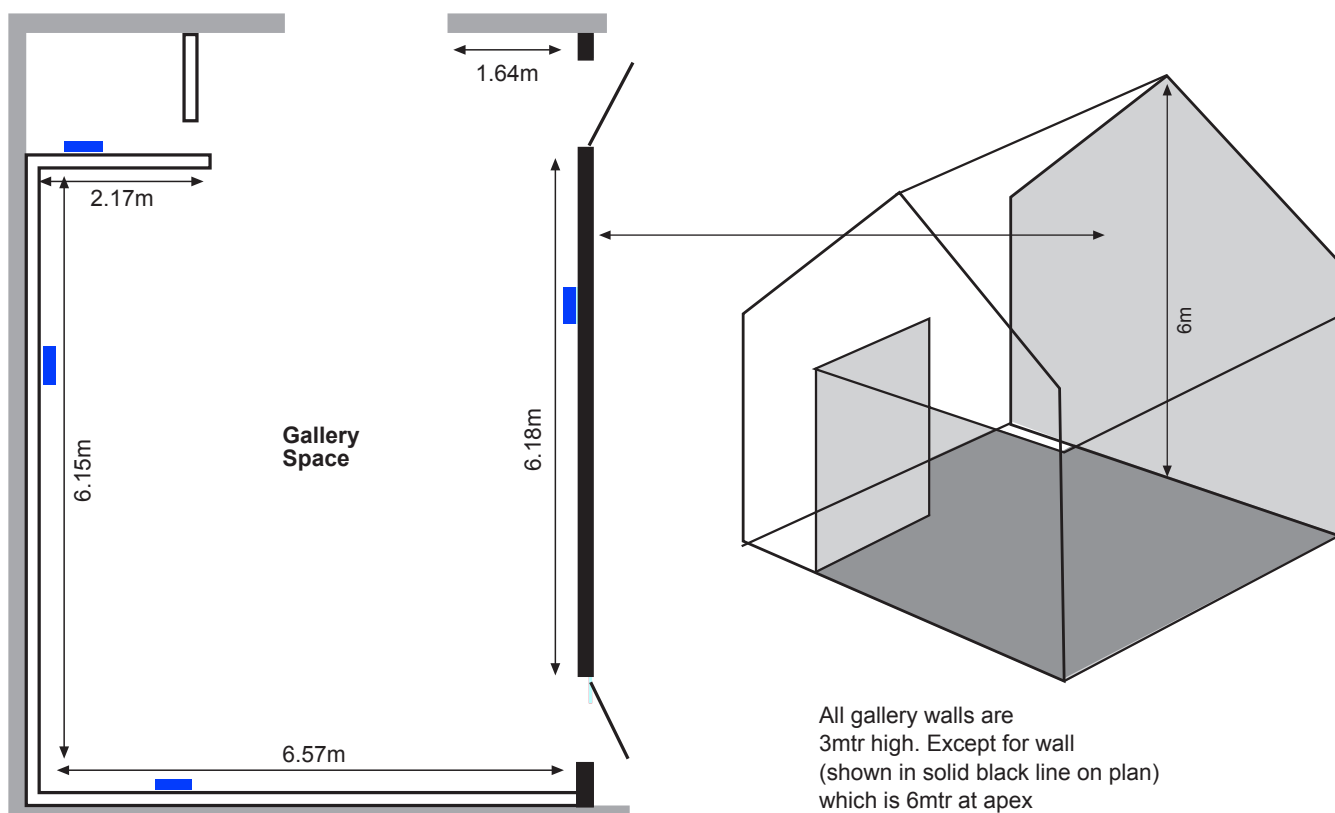 1.64m
2.17m
6m
Gallery
Space
6.15m
6.18m
6.57m
All gallery walls are
3mtr high. Except for wall
(shown in solid black line on plan)
which is 6mtr at apex